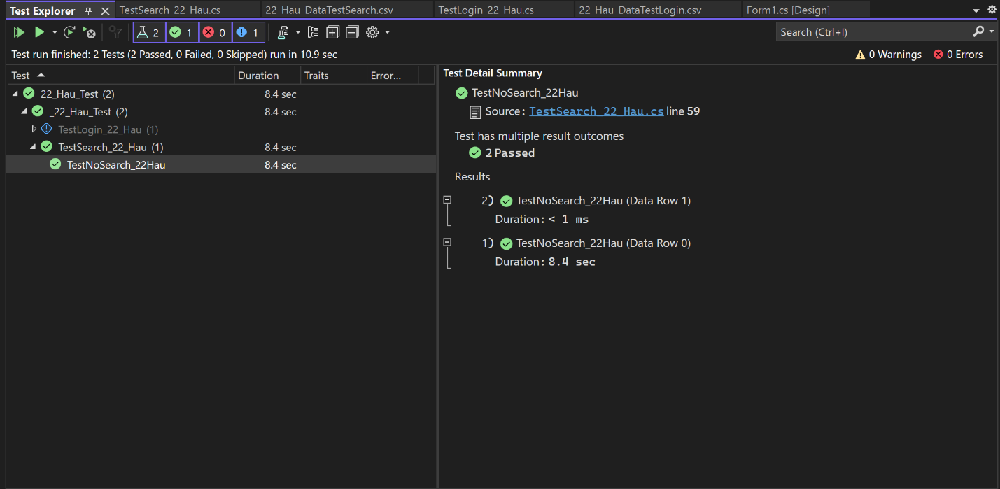 Test Explorer TestSearch_22_Hau.cs 22_Hau_DataTestSearch.csv TestLogin_22_Hau.cs 22_Hau_DataTestLogin.csv Form1.cs [Design]
2 1 0 1 Search (Ctrl+I)
Test run finished: 2 Tests (2 Passed, 0 Failed, 0 Skipped) run in 10.9 sec 0 Warnings 0 Errors
Test Duration Traits Error...
22_Hau_Test (2) 8.4 sec
_22_Hau_Test (2) 8.4 sec
TestLogin_22_Hau (1)
TestSearch_22_Hau (1) 8.4 sec
TestNoSearch_22Hau 8.4 sec
Test Detail Summary
TestNoSearch_22Hau
Source: TestSearch_22_Hau.cs line 59
Test has multiple result outcomes
2 Passed
Results
2) TestNoSearch_22Hau (Data Row 1)
Duration: < 1 ms
1) TestNoSearch_22Hau (Data Row 0)
Duration: 8.4 sec